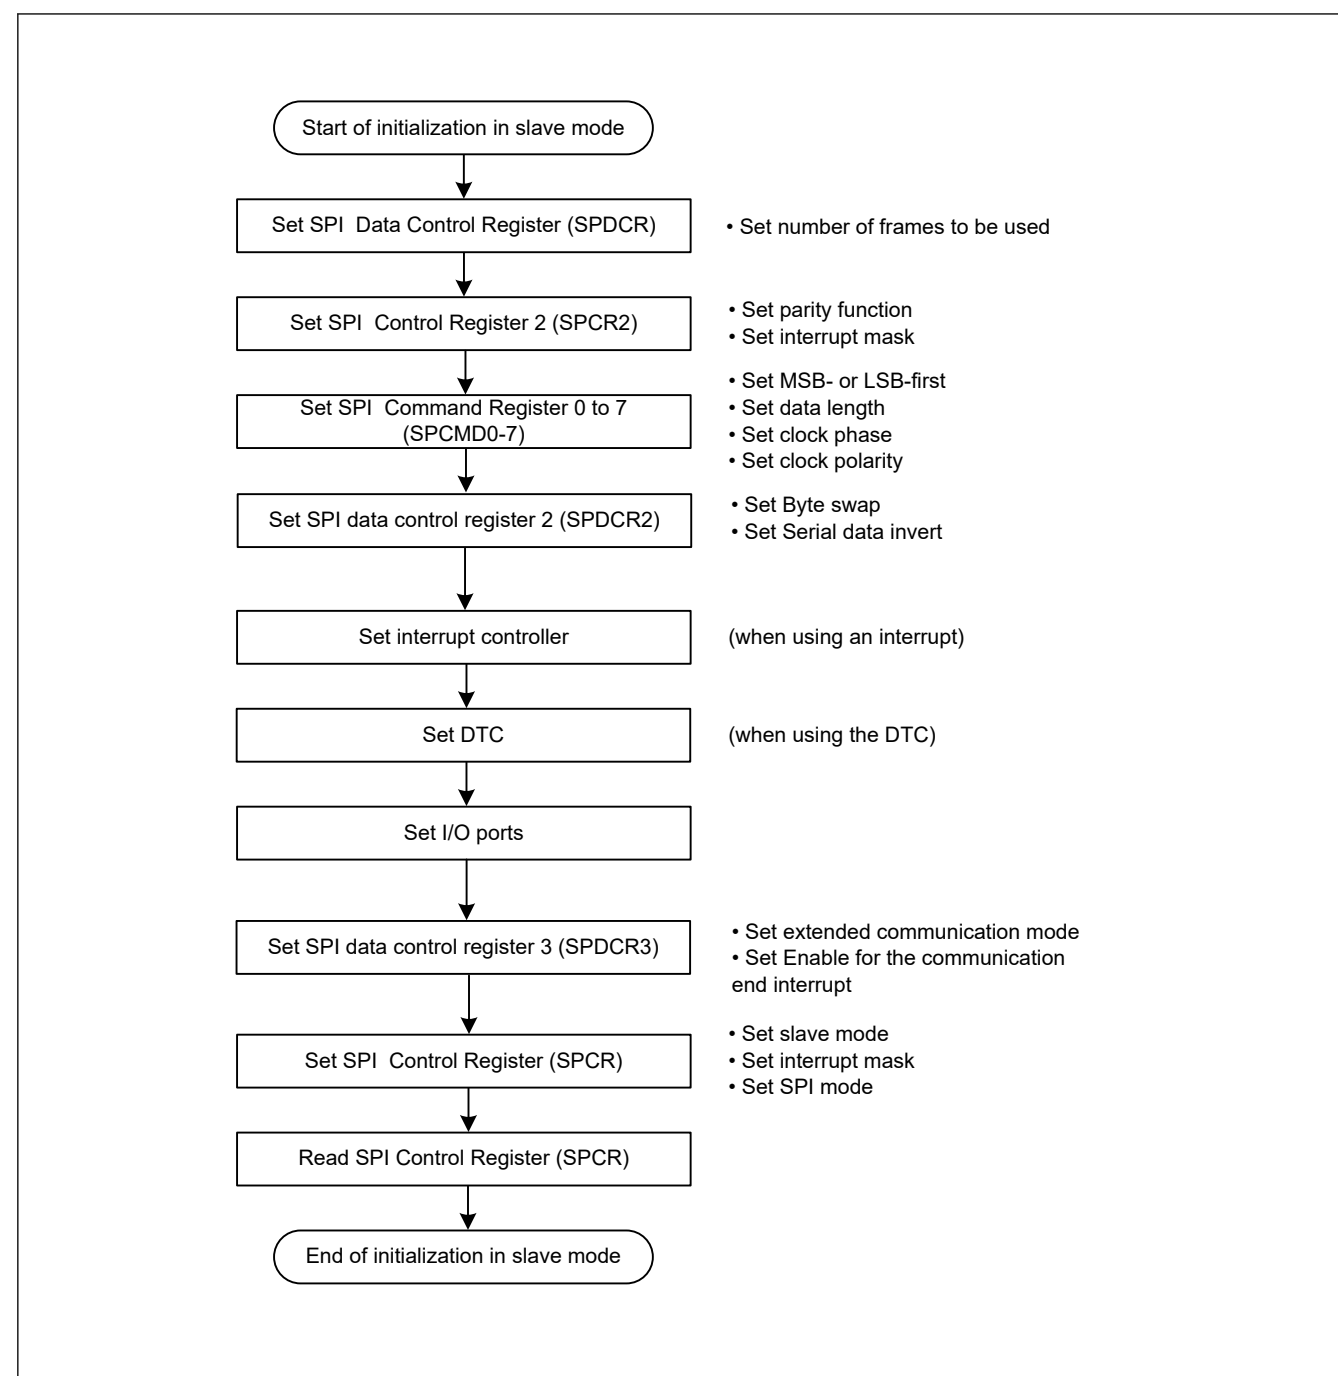 Start of initialization in slave mode
Set SPI Data Control Register (SPDCR)
• Set number of frames to be used
Set SPI Control Register 2 (SPCR2)
• Set parity function
• Set interrupt mask
Set SPI Command Register 0 to 7
(SPCMD0-7)
• Set MSB- or LSB-first
• Set data length
• Set clock phase
• Set clock polarity
Set SPI data control register 2 (SPDCR2)
• Set Byte swap
• Set Serial data invert
Set interrupt controller
(when using an interrupt)
Set DTC
(when using the DTC)
Set I/O ports
Set SPI data control register 3 (SPDCR3)
• Set extended communication mode
• Set Enable for the communication
end interrupt
Set SPI Control Register (SPCR)
• Set slave mode
• Set interrupt mask
• Set SPI mode
Read SPI Control Register (SPCR)
End of initialization in slave mode